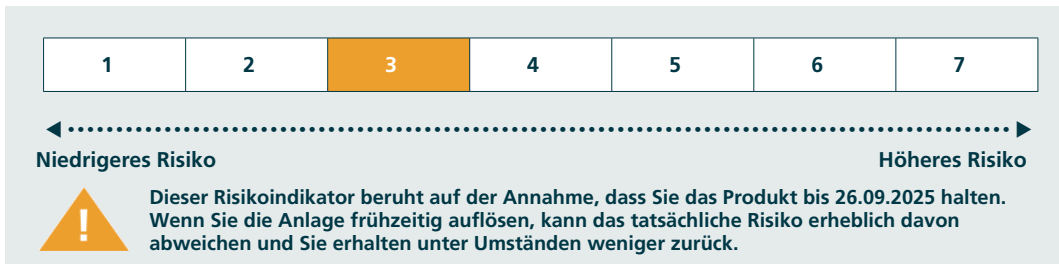 1 2 3 4 5 6 7
Niedrigeres Risiko Höheres Risiko
! Dieser Risikoindikator beruht auf der Annahme, dass Sie das Produkt bis 26.09.2025 halten.
Wenn Sie die Anlage frühzeitig auflösen, kann das tatsächliche Risiko erheblich davon
abweichen und Sie erhalten unter Umständen weniger zurück.